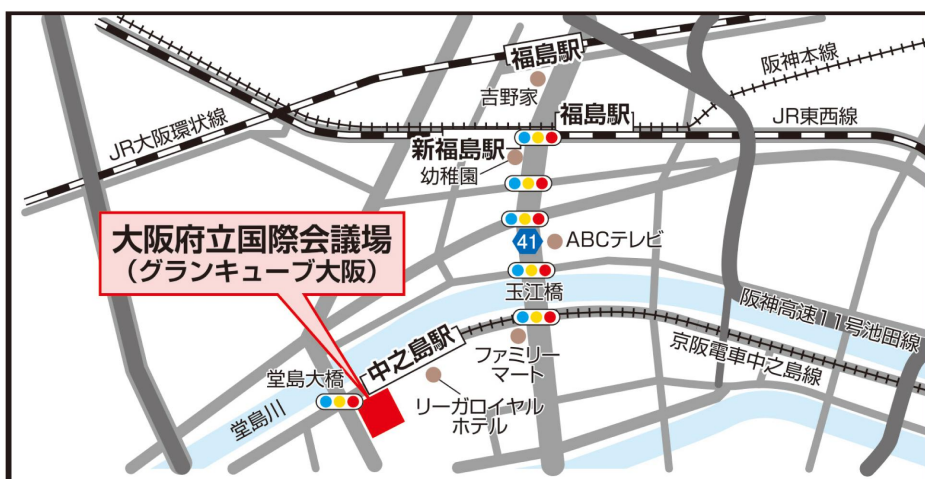 福島駅
吉野家
阪神本線
JR大阪環状線
福島駅
JR東西線
新福島駅
幼稚園
大阪府立国際会議場
（グランキューブ大阪）
41
ABCテレビ
玉江橋
阪神高速11号池田線
京阪電車中之島線
中之島駅
ファミリー
マート
堂島大橋
リーガロイヤル
ホテル
堂島川